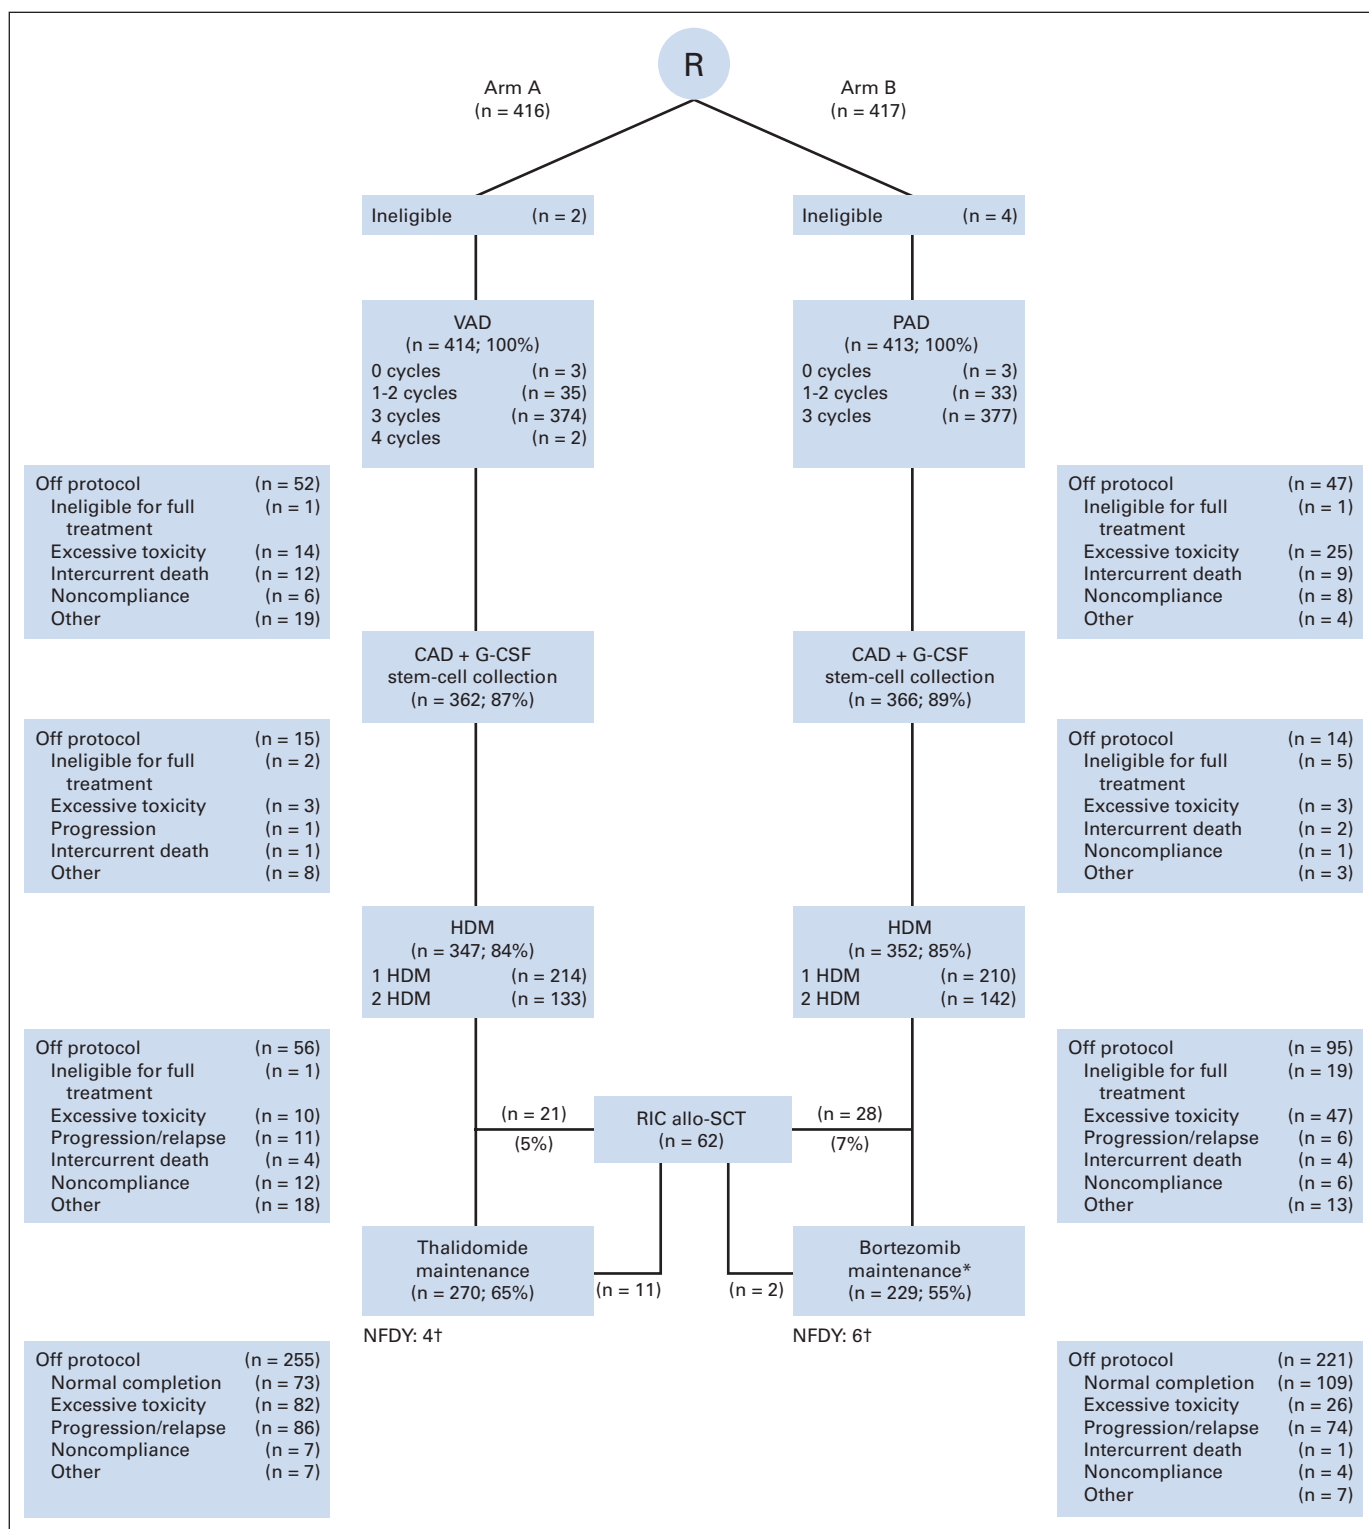 R
Arm A
(n = 416)
Arm B
(n = 417)
Ineligible (n = 2)
Ineligible (n = 4)
VAD
(n = 414; 100%)
0 cycles (n = 3)
1-2 cycles (n = 35)
3 cycles (n = 374)
4 cycles (n = 2)
PAD
(n = 413; 100%)
0 cycles (n = 3)
1-2 cycles (n = 33)
3 cycles (n = 377)
Off protocol (n = 52)
Ineligible for full (n = 1)
treatment
Excessive toxicity (n = 14)
Intercurrent death (n = 12)
Noncompliance (n = 6)
Other (n = 19)
Off protocol (n = 47)
Ineligible for full (n = 1)
treatment
Excessive toxicity (n = 25)
Intercurrent death (n = 9)
Noncompliance (n = 8)
Other (n = 4)
CAD + G-CSF
stem-cell collection
(n = 362; 87%)
CAD + G-CSF
stem-cell collection
(n = 366; 89%)
Off protocol (n = 15)
Ineligible for full (n = 2)
treatment
Excessive toxicity (n = 3)
Progression (n = 1)
Intercurrent death (n = 1)
Other (n = 8)
Off protocol (n = 14)
Ineligible for full (n = 5)
treatment
Excessive toxicity (n = 3)
Intercurrent death (n = 2)
Noncompliance (n = 1)
Other (n = 3)
HDM
(n = 347; 84%)
1 HDM (n = 214)
2 HDM (n = 133)
HDM
(n = 352; 85%)
1 HDM (n = 210)
2 HDM (n = 142)
Off protocol (n = 56)
Ineligible for full (n = 1)
treatment
Excessive toxicity (n = 10)
Progression/relapse (n = 11)
Intercurrent death (n = 4)
Noncompliance (n = 12)
Other (n = 18)
(n = 21)
(5%)
RIC allo-SCT
(n = 62)
(n = 28)
(7%)
Off protocol (n = 95)
Ineligible for full (n = 19)
treatment
Excessive toxicity (n = 47)
Progression/relapse (n = 6)
Intercurrent death (n = 4)
Noncompliance (n = 6)
Other (n = 13)
Thalidomide
maintenance
(n = 270; 65%)
(n = 11)
(n = 2)
Bortezomib
maintenance*
(n = 229; 55%)
NFDY: 4†
NFDY: 6†
Off protocol (n = 255)
Normal completion (n = 73)
Excessive toxicity (n = 82)
Progression/relapse (n = 86)
Noncompliance (n = 7)
Other (n = 7)
Off protocol (n = 221)
Normal completion (n = 109)
Excessive toxicity (n = 26)
Progression/relapse (n = 74)
Intercurrent death (n = 1)
Noncompliance (n = 4)
Other (n = 7)